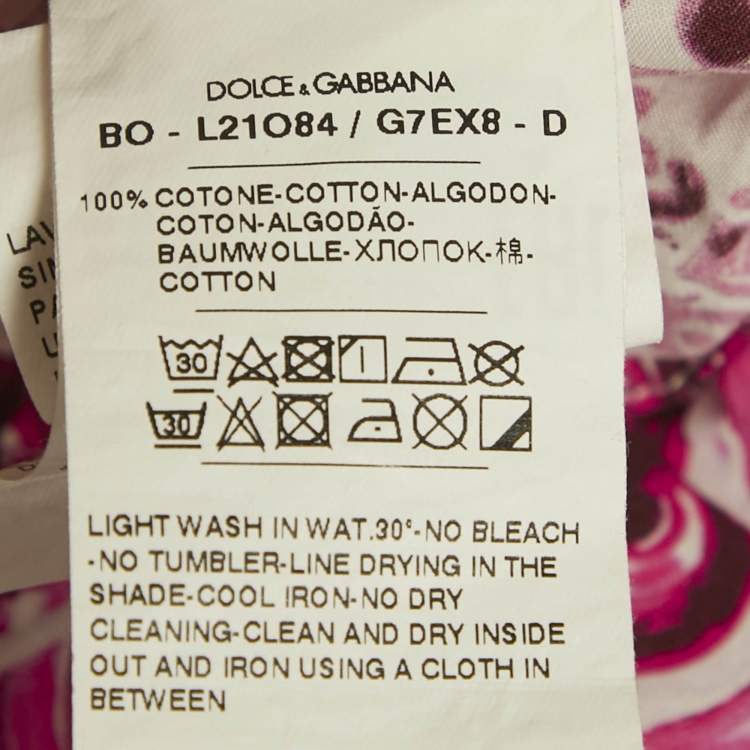 DOLCE & GABBANA
BO - L21O84 / G7EX8 - D
100% COTONE-COTTON-ALGODON-
COTON-ALGODÃO-
BAUMWOLLE-ХЛОПОК-棉-
COTTON
30
30
LIGHT WASH IN WAT.30°-NO BLEACH
-NO TUMBLER-LINE DRYING IN THE
SHADE-COOL IRON-NO DRY
CLEANING-CLEAN AND DRY INSIDE
OUT AND IRON USING A CLOTH IN
BETWEEN